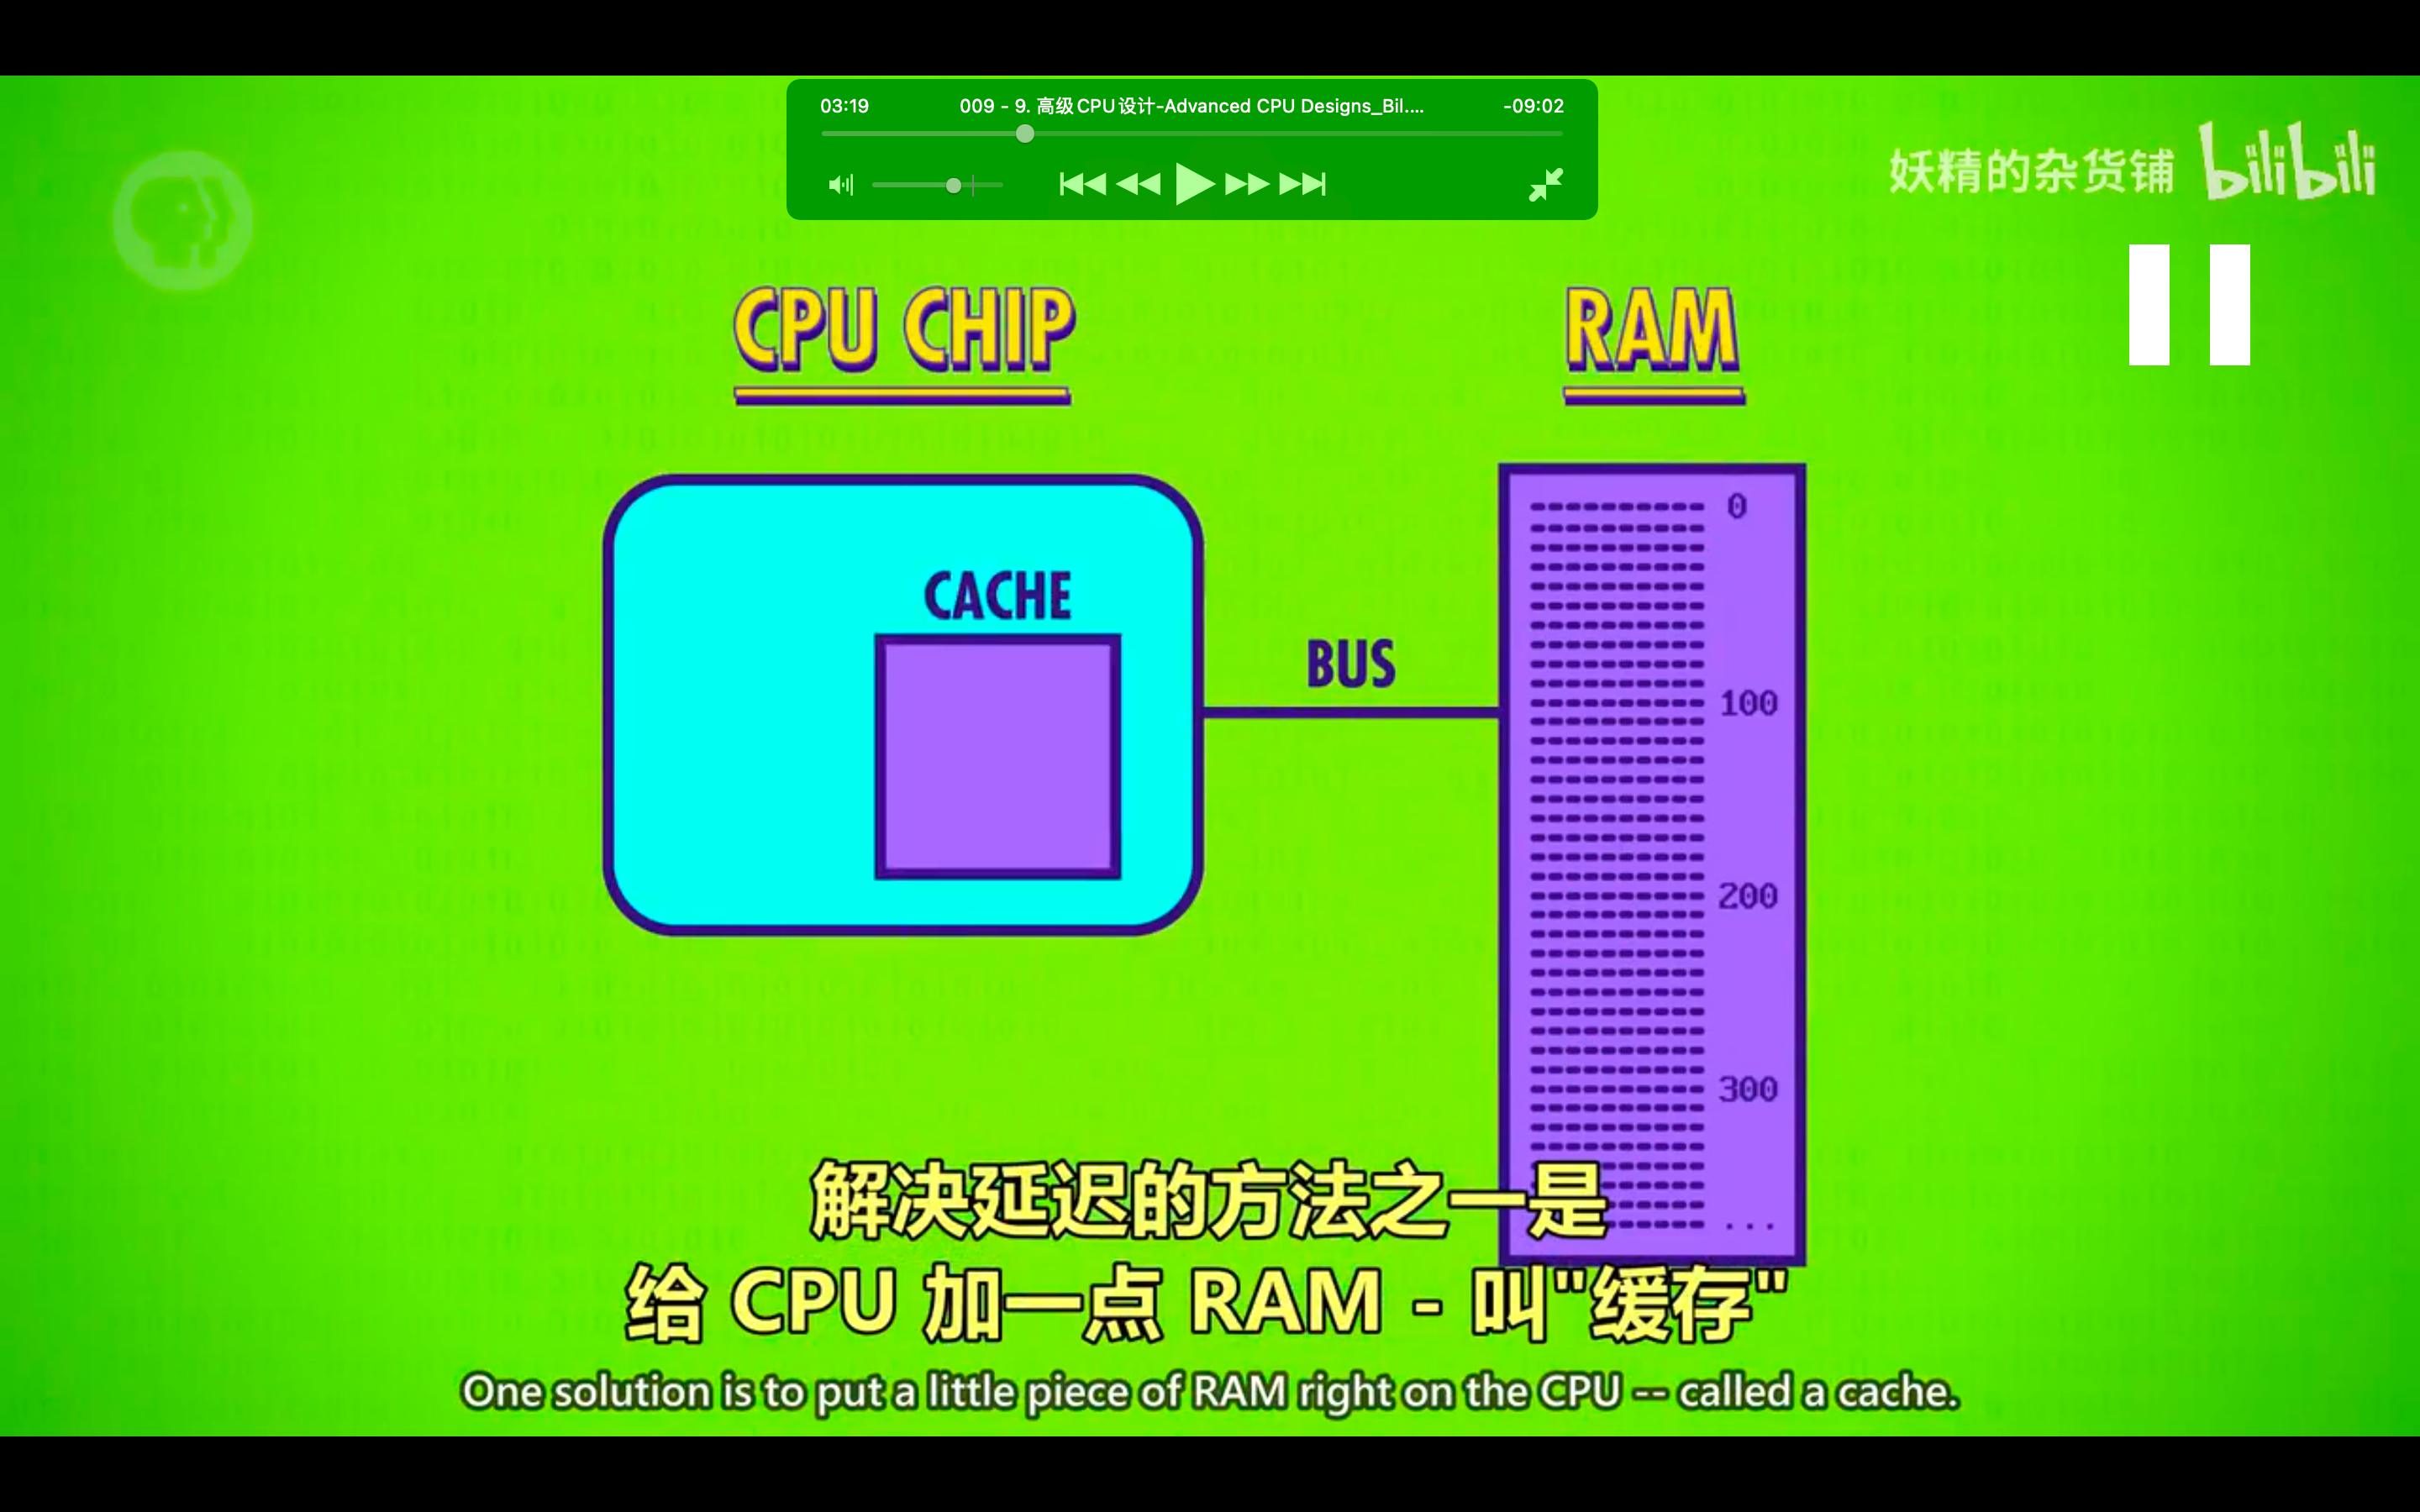 03:19 009 - 9. 高级CPU设计-Advanced CPU Designs_Bil.... -09:02
妖精的杂货铺 bilibili
CPU CHIP RAM
0
CACHE
BUS
100
200
300
...
解决延迟的方法之一是
给 CPU 加一点 RAM - 叫"缓存"
One solution is to put a little piece of RAM right on the CPU -- called a cache.